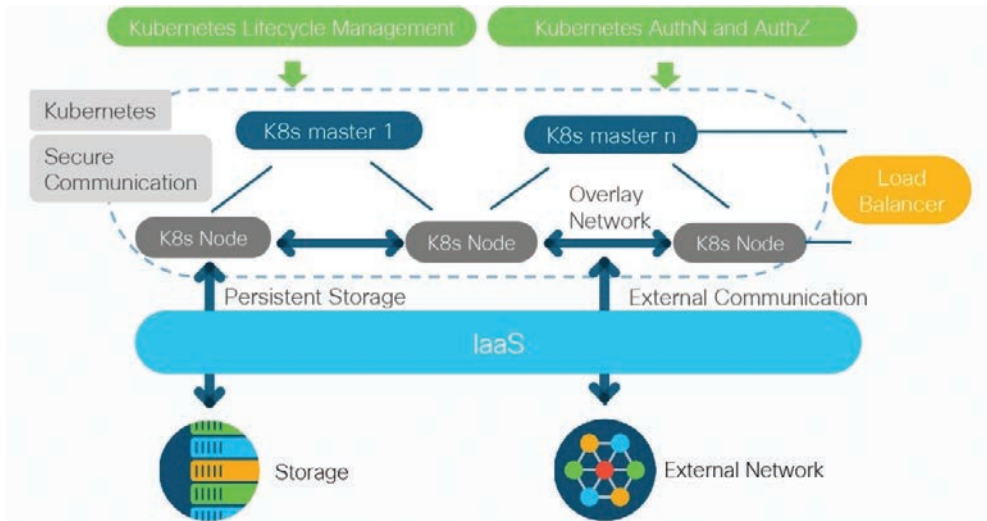 Kubernetes Lifecycle Management
Kubernetes AuthN and AuthZ
Kubernetes
Secure
Communication
K8s master 1
K8s master n
Load
Balancer
Overlay
Network
K8s Node
K8s Node
K8s Node
Persistent Storage
External Communication
IaaS
Storage
External Network